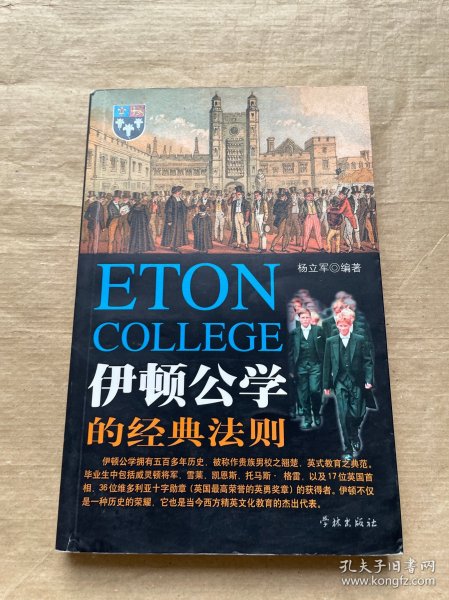 ETON
COLLEGE
杨立军◎编著
伊顿公学
的经典法则
伊顿公学拥有五百多年历史，被称作贵族男校之翘楚，英式教育之典范。
毕业生中包括威灵顿将军、雪莱、凯恩斯、托马斯·格雷，以及17位英国首
相，36位维多利亚十字勋章（英国最高荣誉的英勇奖章）的获得者。伊顿不仅
是一种历史的荣耀，它也是当今西方精英文化教育的杰出代表。
学林出版社
孔夫子旧书网
www.kongfz.com